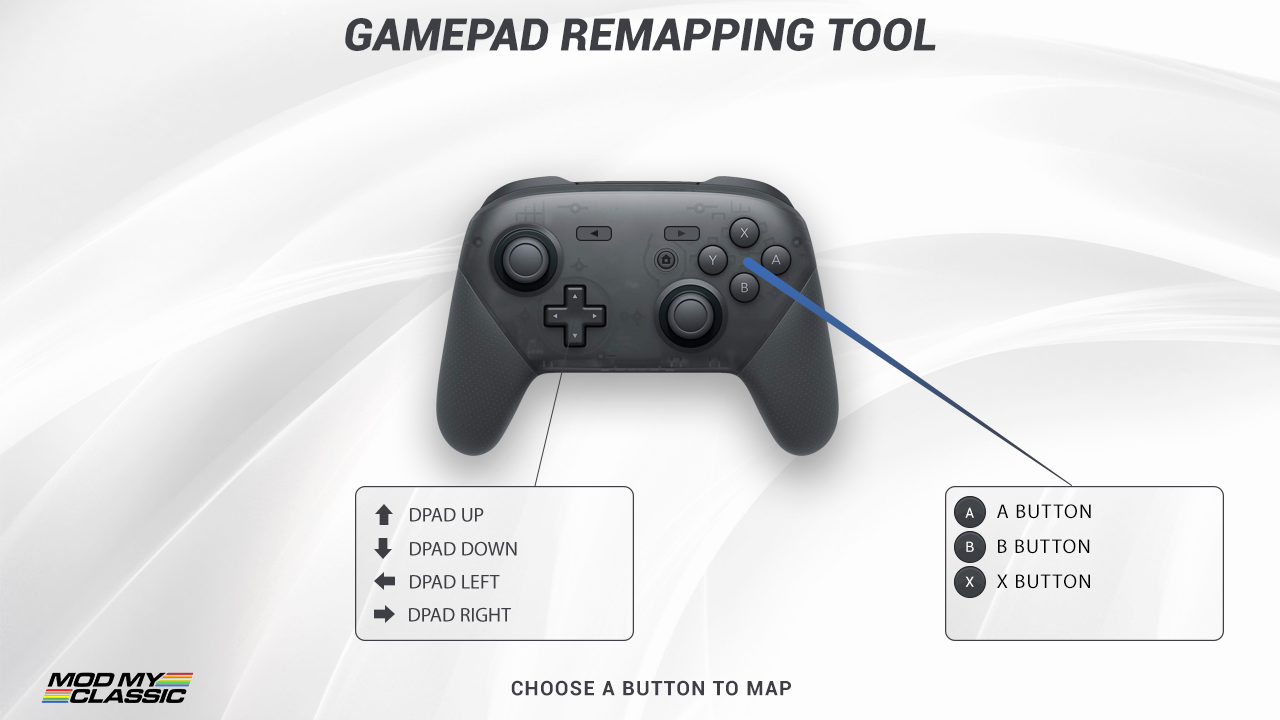 GAMEPAD REMAPPING TOOL
X
Y
A
B
DPAD UP
DPAD DOWN
DPAD LEFT
DPAD RIGHT
A A BUTTON
B B BUTTON
X X BUTTON
MOD MY
CLASSIC
CHOOSE A BUTTON TO MAP